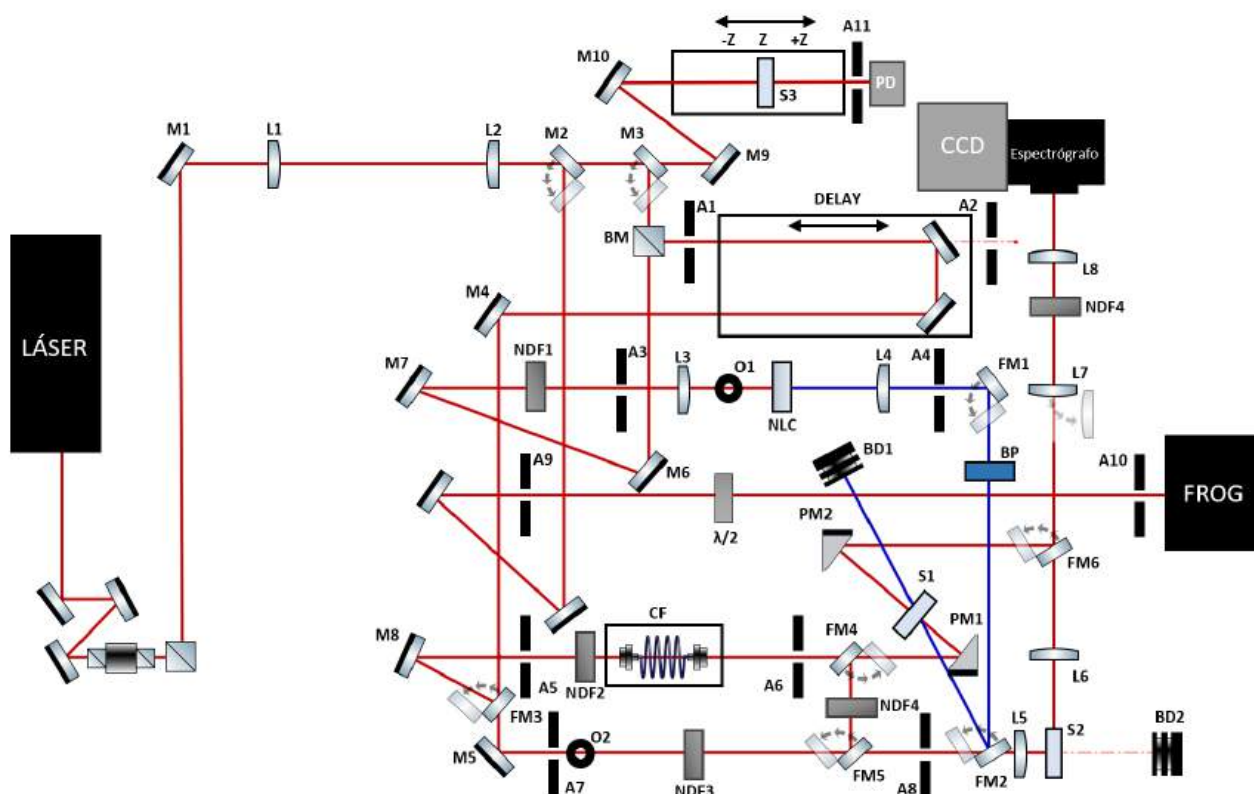 A11
-Z Z +Z
M10
PD
S3
M1
L1
L2
M2
M3
M9
CCD
Espectrógrafo
DELAY
A1
A2
BM
L8
M4
NDF4
LÁSER
NDF1
A3
L3
O1
L4
A4
FM1
L7
M7
NLC
BD1
BP
A9
M6
A10
FROG
λ/2
PM2
FM6
S1
CF
PM1
M8
FM4
L6
A5
NDF2
A6
NDF4
FM3
O2
L5
S2
BD2
M5
FM5
FM2
A7
NDF3
A8